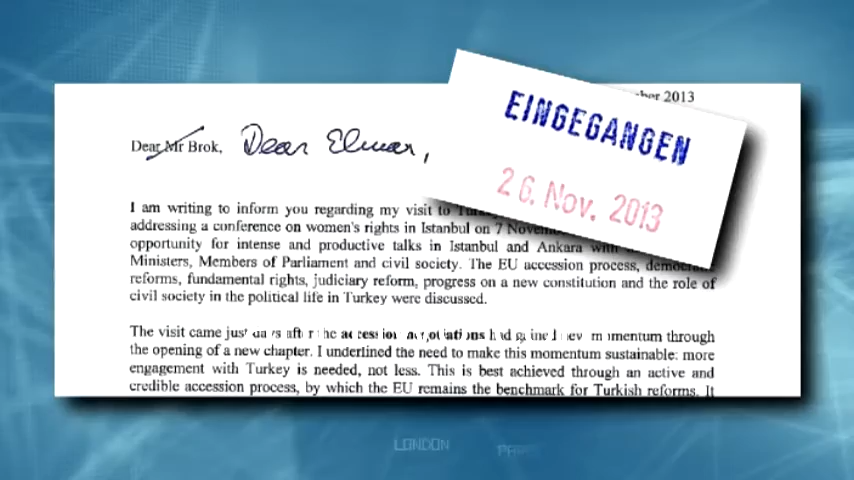 ber 2013
EINGEGANGEN
26. Nov. 2013
Dear Mr Brok, Dear Elmar,
I am writing to inform you regarding my visit to
addressing a conference on women's rights in Istanbul on 7
opportunity for intense and productive talks in Istanbul and Ankara with
Ministers, Members of Parliament and civil society. The EU accession process,
reforms, fundamental rights, judiciary reform, progress on a new constitution and the role of
civil society in the political life in Turkey were discussed.
The visit came just momentum through
the opening of a new chapter. I underlined the need to make this momentum sustainable: more
engagement with Turkey is needed, not less. This is best achieved through an active and
credible accession process, by which the EU remains the benchmark for Turkish reforms. It
LONDON